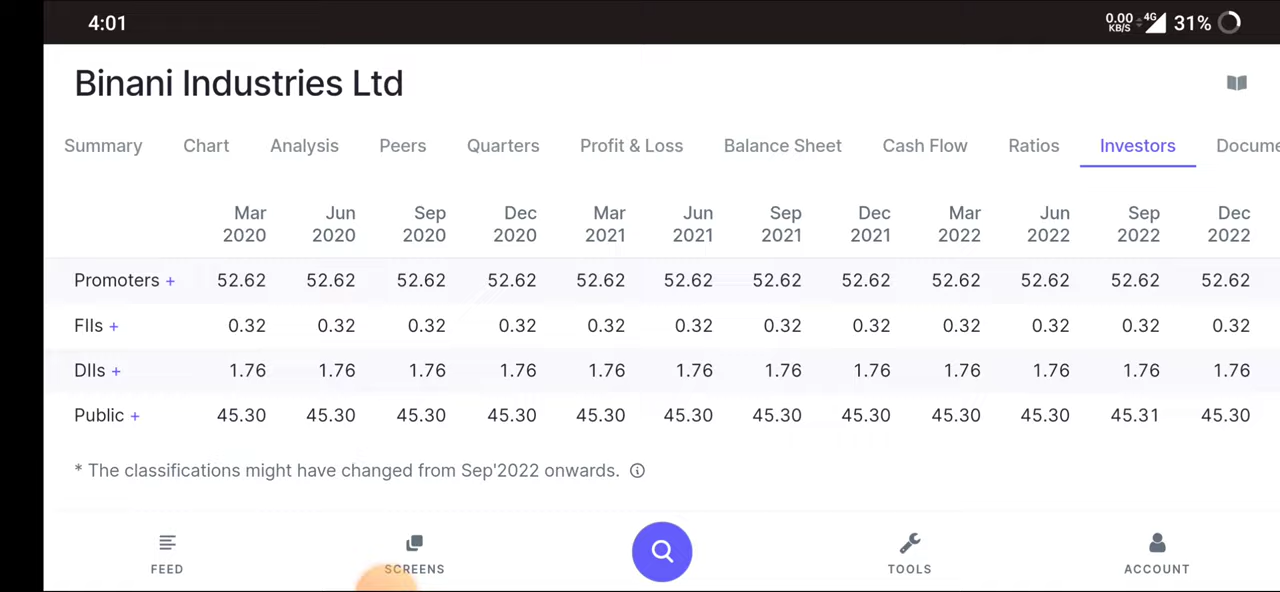 4:01 0.00 KB/S 4G 31%
Binani Industries Ltd
Summary Chart Analysis Peers Quarters Profit & Loss Balance Sheet Cash Flow Ratios Investors Docume
Mar Jun Sep Dec Mar Jun Sep Dec Mar Jun Sep Dec
2020 2020 2020 2020 2021 2021 2021 2021 2022 2022 2022 2022
Promoters + 52.62 52.62 52.62 52.62 52.62 52.62 52.62 52.62 52.62 52.62 52.62 52.62
FIIs + 0.32 0.32 0.32 0.32 0.32 0.32 0.32 0.32 0.32 0.32 0.32 0.32
DIIs + 1.76 1.76 1.76 1.76 1.76 1.76 1.76 1.76 1.76 1.76 1.76 1.76
Public + 45.30 45.30 45.30 45.30 45.30 45.30 45.30 45.30 45.30 45.30 45.31 45.30
* The classifications might have changed from Sep'2022 onwards.
FEED SCREENS TOOLS ACCOUNT